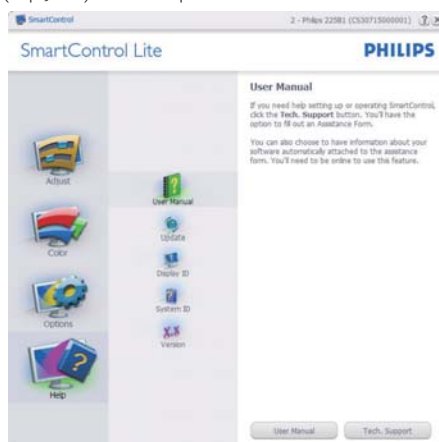 SmartControl
2 - Philips 225B1 (CS30715000001)
SmartControl Lite
PHILIPS
User Manual
If you need help setting up or operating SmartControl,
click the Tech. Support button. You'll have the
option to fill out an Assistance Form.
You can also choose to have information about your
software automatically attached to the assistance
form. You'll need to be online to use this feature.
Adjust
Color
Options
Help
User Manual
Update
Display ID
System ID
Version
User Manual
Tech. Support